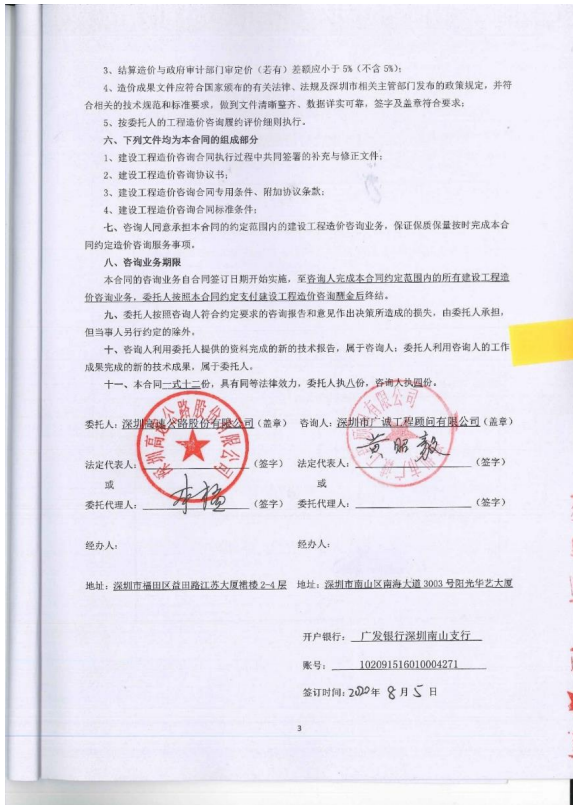 3、结算造价与政府审计部门审定价（若有）差额应小于5%（不含5%）；
4、造价成果文件应符合国家颁布的有关法律、法规及深圳市相关主管部门发布的政策规定，并符
合相关的技术规范和标准要求，做到文件清晰整齐、数据详实可靠，签字及盖章符合要求；
5、按委托人的工程造价咨询履约评价细则执行。
六、下列文件均为本合同的组成部分
1、建设工程造价咨询合同执行过程中共同签署的补充与修正文件；
2、建设工程造价咨询协议书；
3、建设工程造价咨询合同专用条件、附加协议条款；
4、建设工程造价咨询合同标准条件；
七、咨询人同意承担本合同的约定范围内的建设工程造价咨询业务，保证保质保量按时完成本合
同约定造价咨询服务事项。
八、咨询业务期限
本合同的咨询业务自合同签订日期开始实施，至咨询人完成本合同约定范围内的所有建设工程造
价咨询业务，委托人按照本合同约定支付建设工程造价咨询酬金后终结。
九、委托人按照咨询人符合约定要求的咨询报告和意见作出决策所造成的损失，由委托人承担，
但当事人另行约定的除外。
十、咨询人利用委托人提供的资料完成的新的技术报告，属于咨询人；委托人利用咨询人的工作
成果完成的新的技术成果，属于委托人。
十一、本合同一式十二份，具有同等法律效力，委托人执八份，咨询人执四份。
委托人：深圳高速公路股份有限公司（盖章） 咨询人：深圳市广诚工程顾问有限公司（盖章）
法定代表人： （签字） 法定代表人： 黄昭毅 （签字）
或 或
委托代理人： （签字） 委托代理人： （签字）
经办人： 经办人：
地址：深圳市福田区益田路江苏大厦裙楼2-4层 地址：深圳市南山区南海大道3003号阳光华艺大厦
开户银行： 广发银行深圳南山支行
账号： 102091516010004271
签订时间：2020年 8月 5日
3